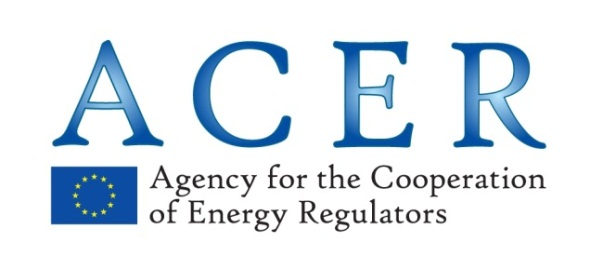 ACER
Agency for the Cooperation
of Energy Regulators